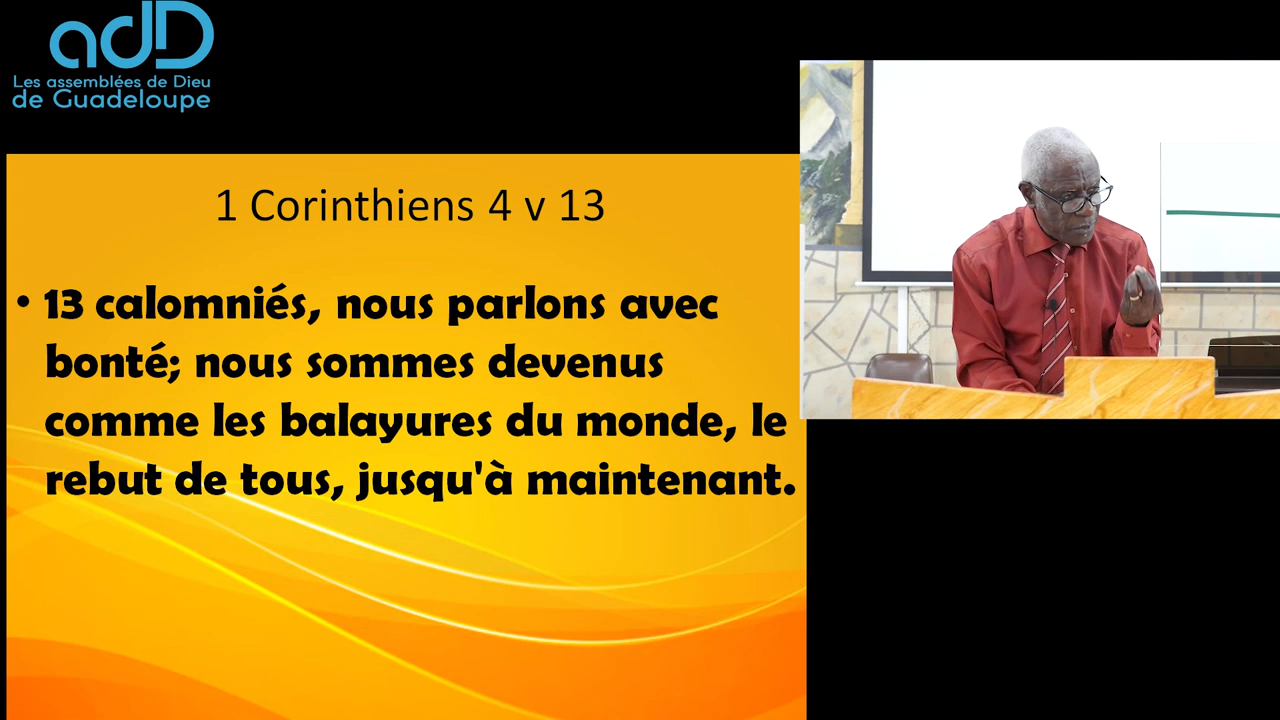 adD
Les assemblées de Dieu
de Guadeloupe
1 Corinthiens 4 v 13
• 13 calomniés, nous parlons avec
bonté; nous sommes devenus
comme les balayures du monde, le
rebut de tous, jusqu'à maintenant.